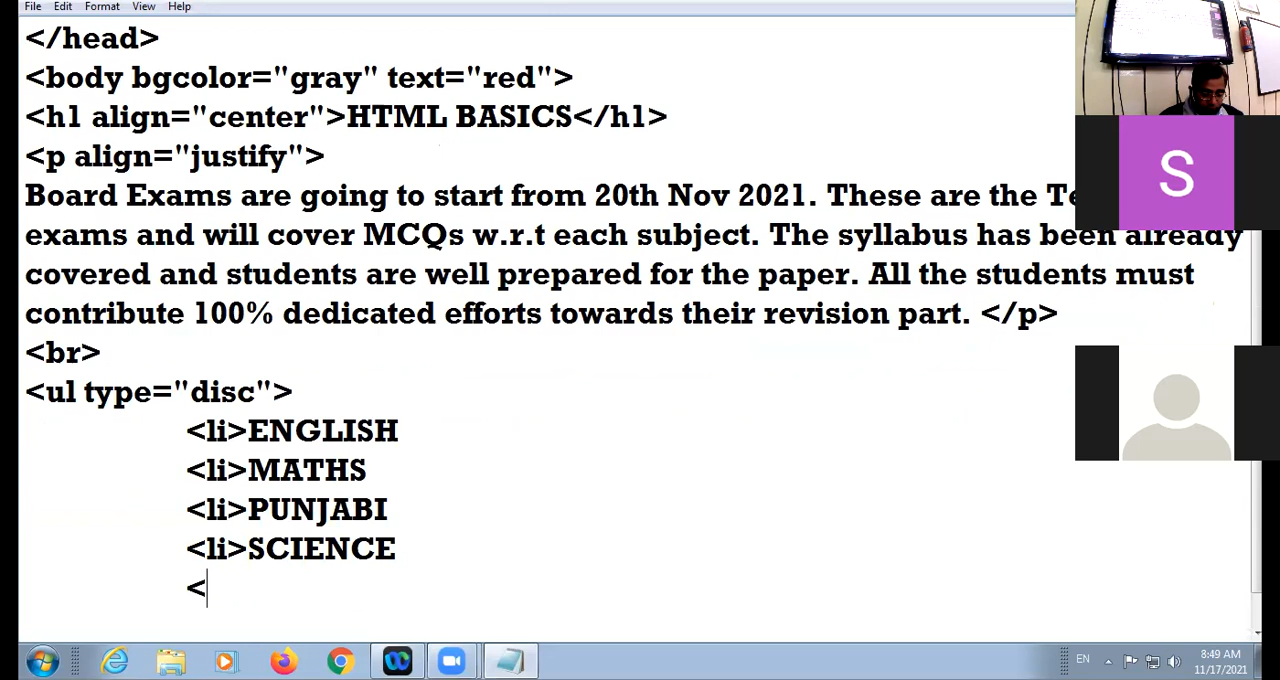 File Edit Format View Help
</head>
<body bgcolor="gray" text="red">
<h1 align="center">HTML BASICS</h1>
<p align="justify">
Board Exams are going to start from 20th Nov 2021. These are the
exams and will cover MCQs w.r.t each subject. The syllabus has been already
covered and students are well prepared for the paper. All the students must
contribute 100% dedicated efforts towards their revision part. </p>
<br>
<ul type="disc">
<li>ENGLISH
<li>MATHS
<li>PUNJABI
<li>SCIENCE
<
S
EN
8:49 AM
11/17/2021